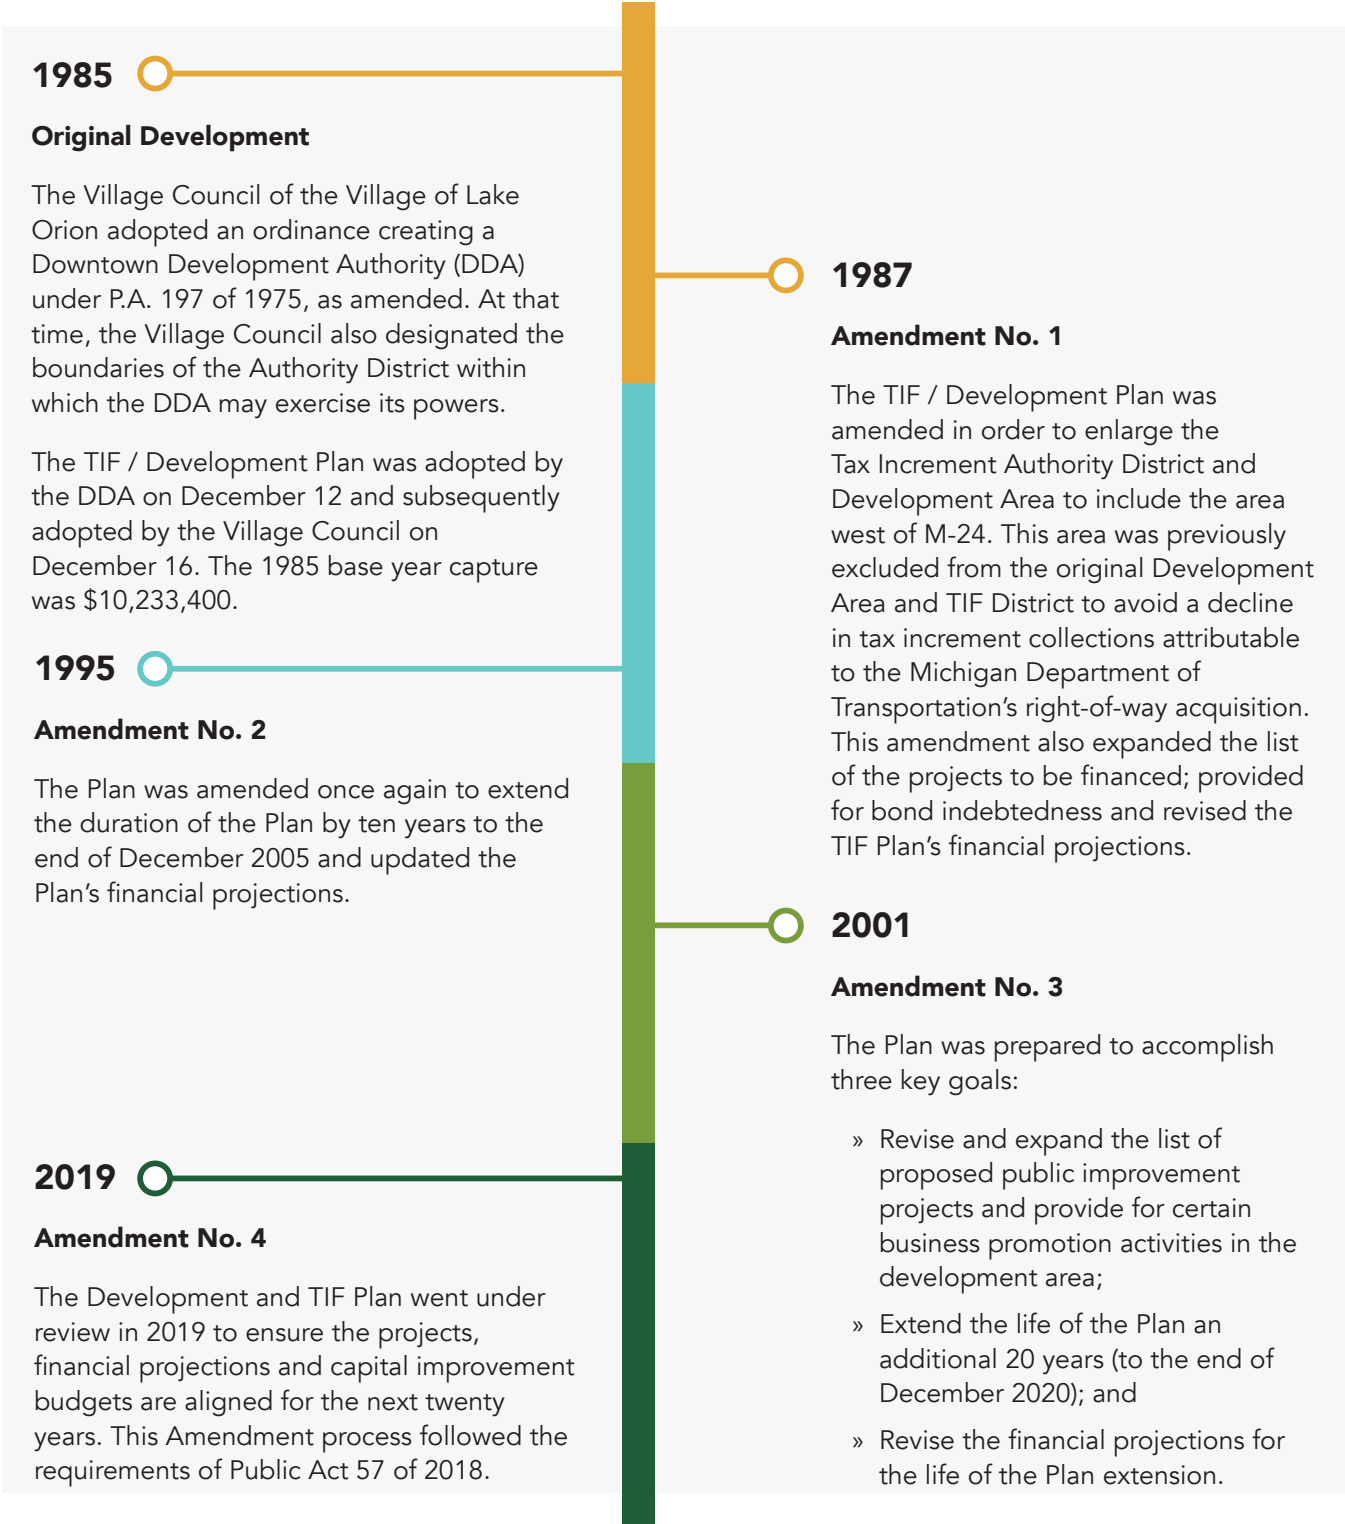 1985
Original Development
The Village Council of the Village of Lake
Orion adopted an ordinance creating a
Downtown Development Authority (DDA)
under P.A. 197 of 1975, as amended. At that
time, the Village Council also designated the
boundaries of the Authority District within
which the DDA may exercise its powers.
The TIF / Development Plan was adopted by
the DDA on December 12 and subsequently
adopted by the Village Council on
December 16. The 1985 base year capture
was $10,233,400.
1987
Amendment No. 1
The TIF / Development Plan was
amended in order to enlarge the
Tax Increment Authority District and
Development Area to include the area
west of M-24. This area was previously
excluded from the original Development
Area and TIF District to avoid a decline
in tax increment collections attributable
to the Michigan Department of
Transportation’s right-of-way acquisition.
This amendment also expanded the list
of the projects to be financed; provided
for bond indebtedness and revised the
TIF Plan’s financial projections.
1995
Amendment No. 2
The Plan was amended once again to extend
the duration of the Plan by ten years to the
end of December 2005 and updated the
Plan’s financial projections.
2001
Amendment No. 3
The Plan was prepared to accomplish
three key goals:
» Revise and expand the list of
proposed public improvement
projects and provide for certain
business promotion activities in the
development area;
» Extend the life of the Plan an
additional 20 years (to the end of
December 2020); and
» Revise the financial projections for
the life of the Plan extension.
2019
Amendment No. 4
The Development and TIF Plan went under
review in 2019 to ensure the projects,
financial projections and capital improvement
budgets are aligned for the next twenty
years. This Amendment process followed the
requirements of Public Act 57 of 2018.